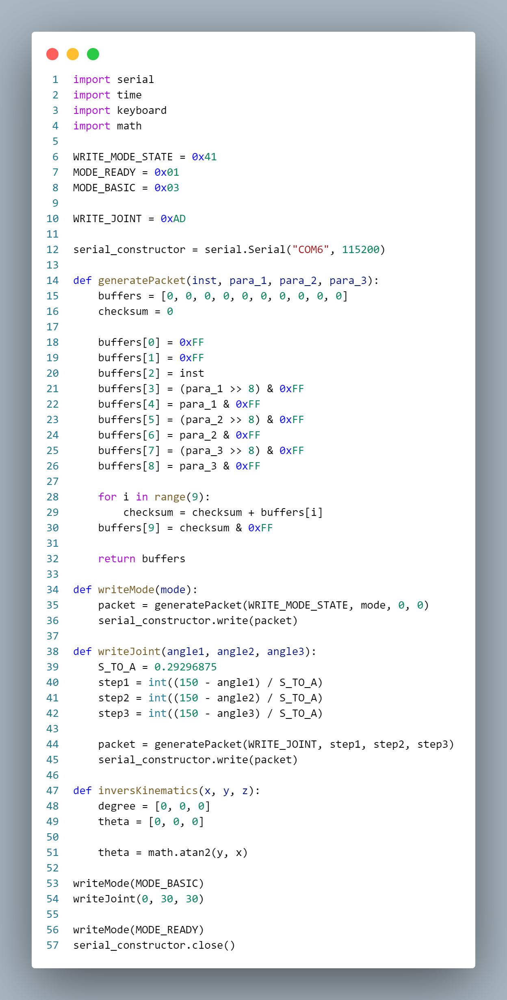 1 import serial
2 import time
3 import keyboard
4 import math
5
6 WRITE_MODE_STATE = 0x41
7 MODE_READY = 0x01
8 MODE_BASIC = 0x03
9
10 WRITE_JOINT = 0xAD
11
12 serial_constructor = serial.Serial("COM6", 115200)
13
14 def generatePacket(inst, para_1, para_2, para_3):
15     buffers = [0, 0, 0, 0, 0, 0, 0, 0, 0, 0]
16     checksum = 0
17
18     buffers[0] = 0xFF
19     buffers[1] = 0xFF
20     buffers[2] = inst
21     buffers[3] = (para_1 >> 8) & 0xFF
22     buffers[4] = para_1 & 0xFF
23     buffers[5] = (para_2 >> 8) & 0xFF
24     buffers[6] = para_2 & 0xFF
25     buffers[7] = (para_3 >> 8) & 0xFF
26     buffers[8] = para_3 & 0xFF
27
28     for i in range(9):
29         checksum = checksum + buffers[i]
30     buffers[9] = checksum & 0xFF
31
32     return buffers
33
34 def writeMode(mode):
35     packet = generatePacket(WRITE_MODE_STATE, mode, 0, 0)
36     serial_constructor.write(packet)
37
38 def writeJoint(angle1, angle2, angle3):
39     S_TO_A = 0.29296875
40     step1 = int((150 - angle1) / S_TO_A)
41     step2 = int((150 - angle2) / S_TO_A)
42     step3 = int((150 - angle3) / S_TO_A)
43
44     packet = generatePacket(WRITE_JOINT, step1, step2, step3)
45     serial_constructor.write(packet)
46
47 def inversKinematics(x, y, z):
48     degree = [0, 0, 0]
49     theta = [0, 0, 0]
50
51     theta = math.atan2(y, x)
52
53 writeMode(MODE_BASIC)
54 writeJoint(0, 30, 30)
55
56 writeMode(MODE_READY)
57 serial_constructor.close()